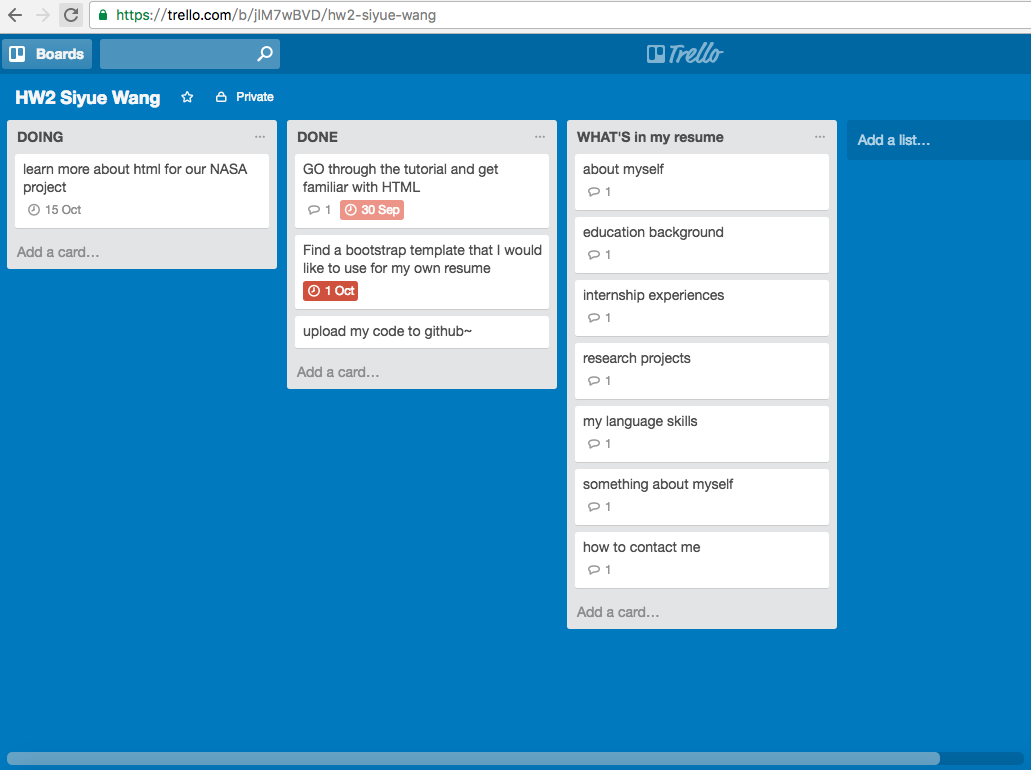 https://trello.com/b/jlM7wBVD/hw2-siyue-wang
Boards
Trello
HW2 Siyue Wang
Private
DOING
learn more about html for our NASA
project
15 Oct
Add a card...
DONE
GO through the tutorial and get
familiar with HTML
1 30 Sep
Find a bootstrap template that I would
like to use for my own resume
1 Oct
upload my code to github~
Add a card...
WHAT'S in my resume
about myself
1
education background
1
internship experiences
1
research projects
1
my language skills
1
something about myself
1
how to contact me
1
Add a card...
Add a list...